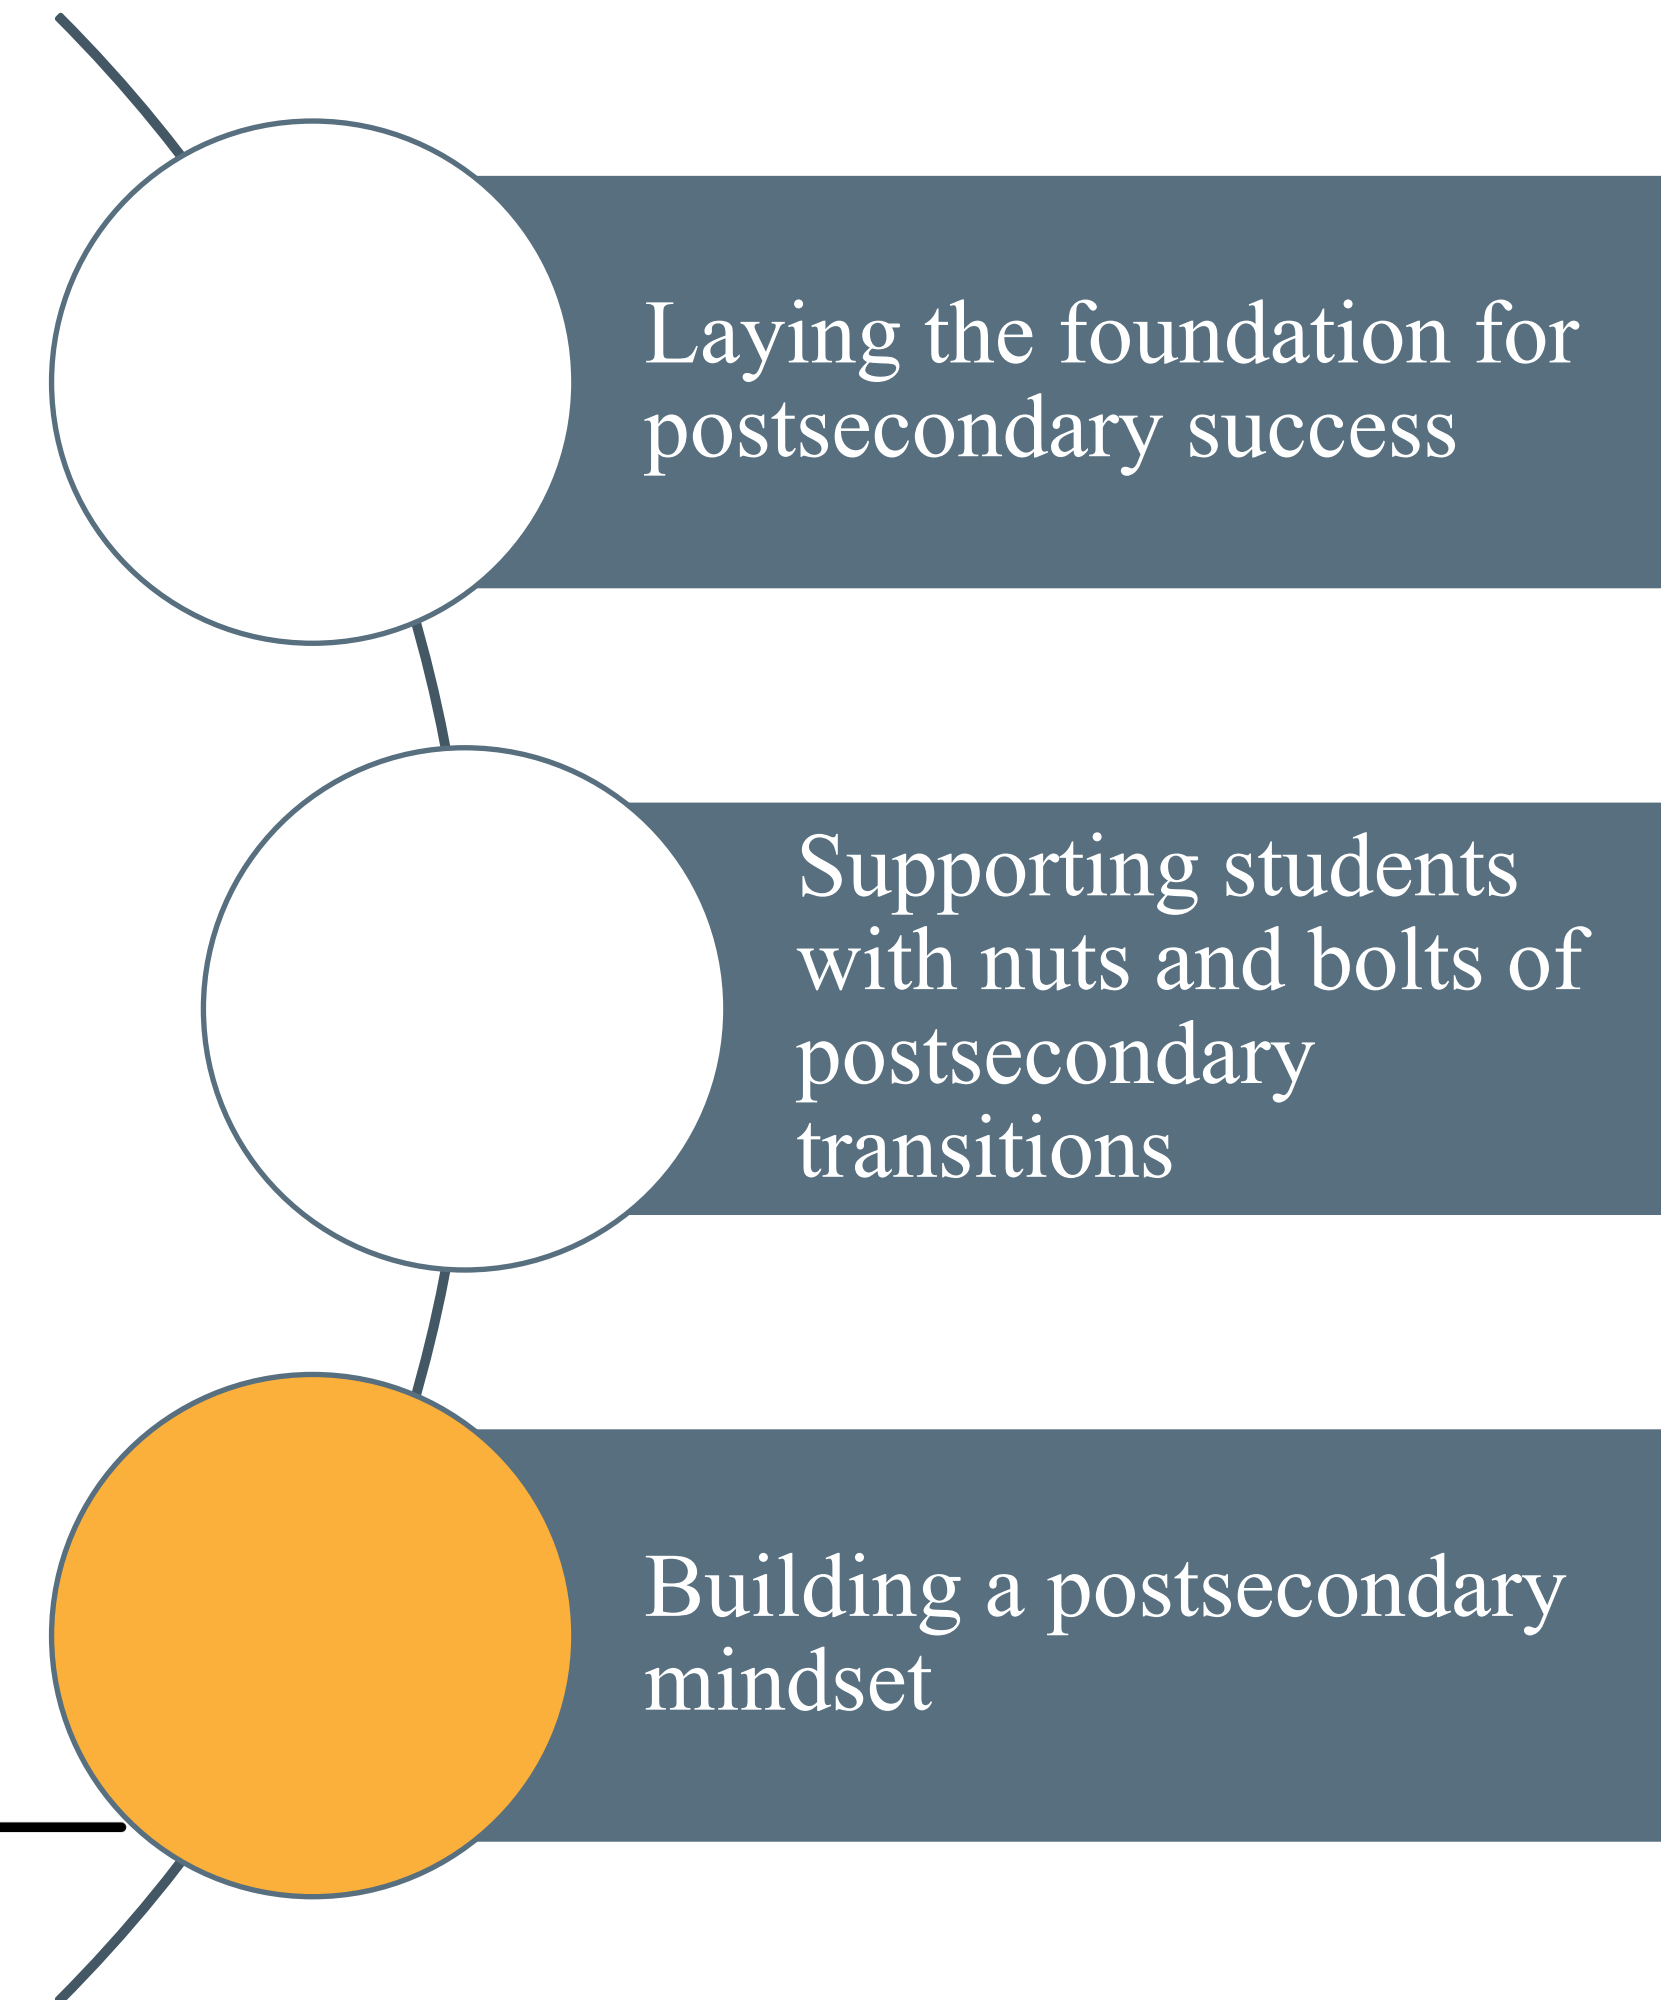 Laying the foundation for
postsecondary success
Supporting students
with nuts and bolts of
postsecondary
transitions
Building a postsecondary
mindset